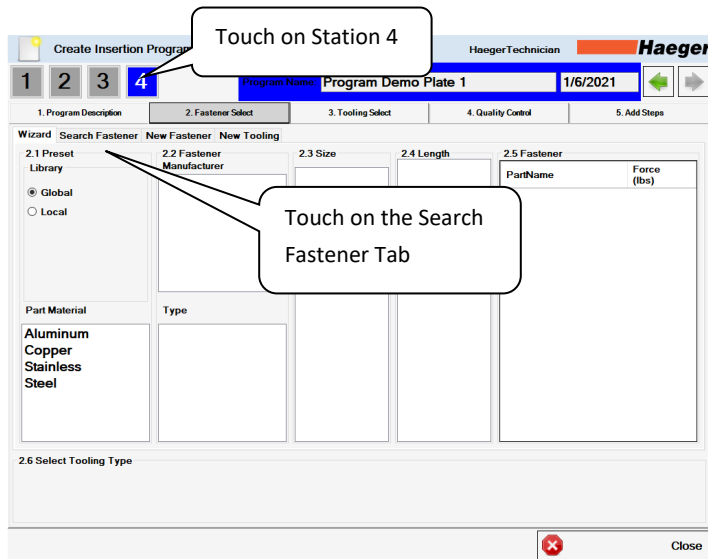 Touch on Station 4
Create Insertion Program
HaegerTechnician
Haeger
1 2 3 4
Program Name Program Demo Plate 1 1/6/2021
1. Program Description 2. Fastener Select 3. Tooling Select 4. Quality Control 5. Add Steps
Wizard Search Fastener New Fastener New Tooling
2.1 Preset 2.2 Fastener 2.3 Size 2.4 Length 2.5 Fastener
Library Manufacturer PartName Force
(lbs)
Global
Local
Touch on the Search
Fastener Tab
Part Material Type
Aluminum
Copper
Stainless
Steel
2.6 Select Tooling Type
Close